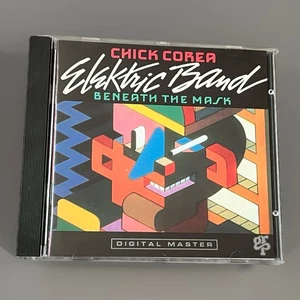 CHICK COREA
Elektric Band
BENEATH THE MASK
DIGITAL MASTER
GRP